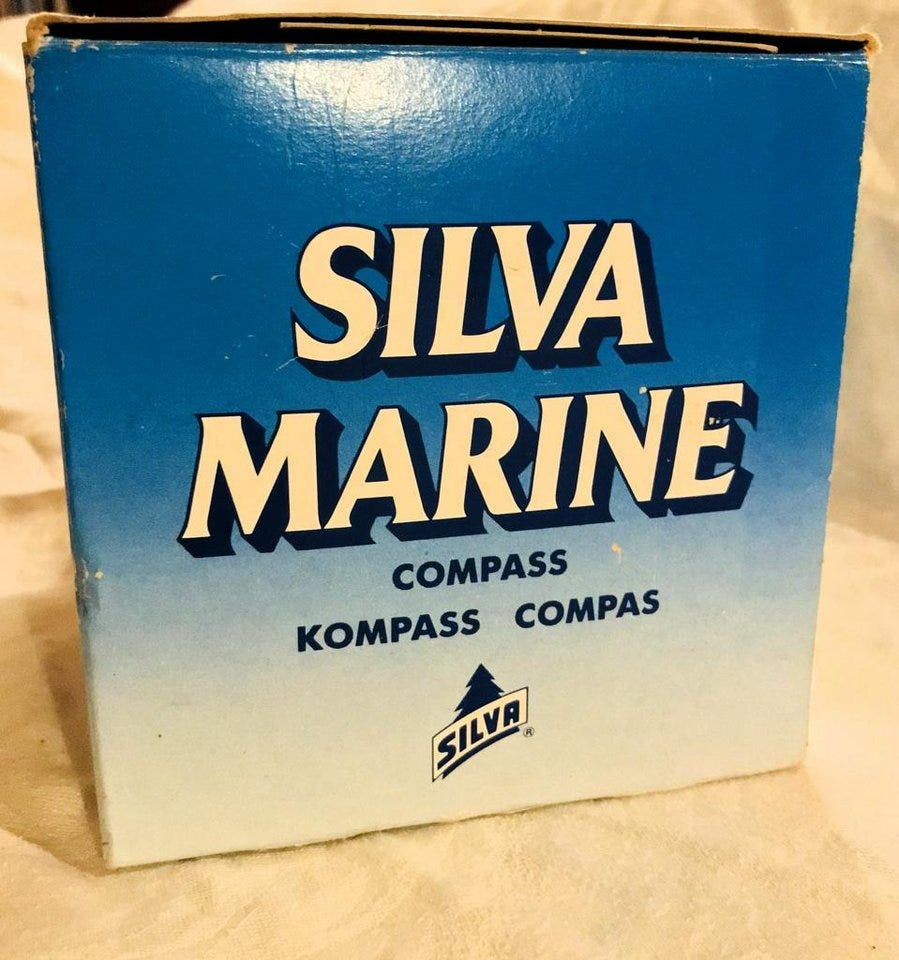 SILVA
MARINE
COMPASS
KOMPASS COMPAS
SILVA ®